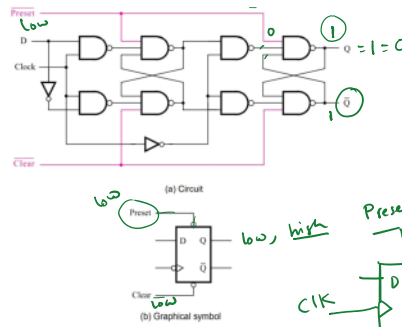 Preset
low
D
Clock
0
1
Q = 1 = 0
1 Q
Clear
(a) Circuit
low
Preset
D Q
Q
low, high
Clear low
(b) Graphical symbol
Prese
D
Clk